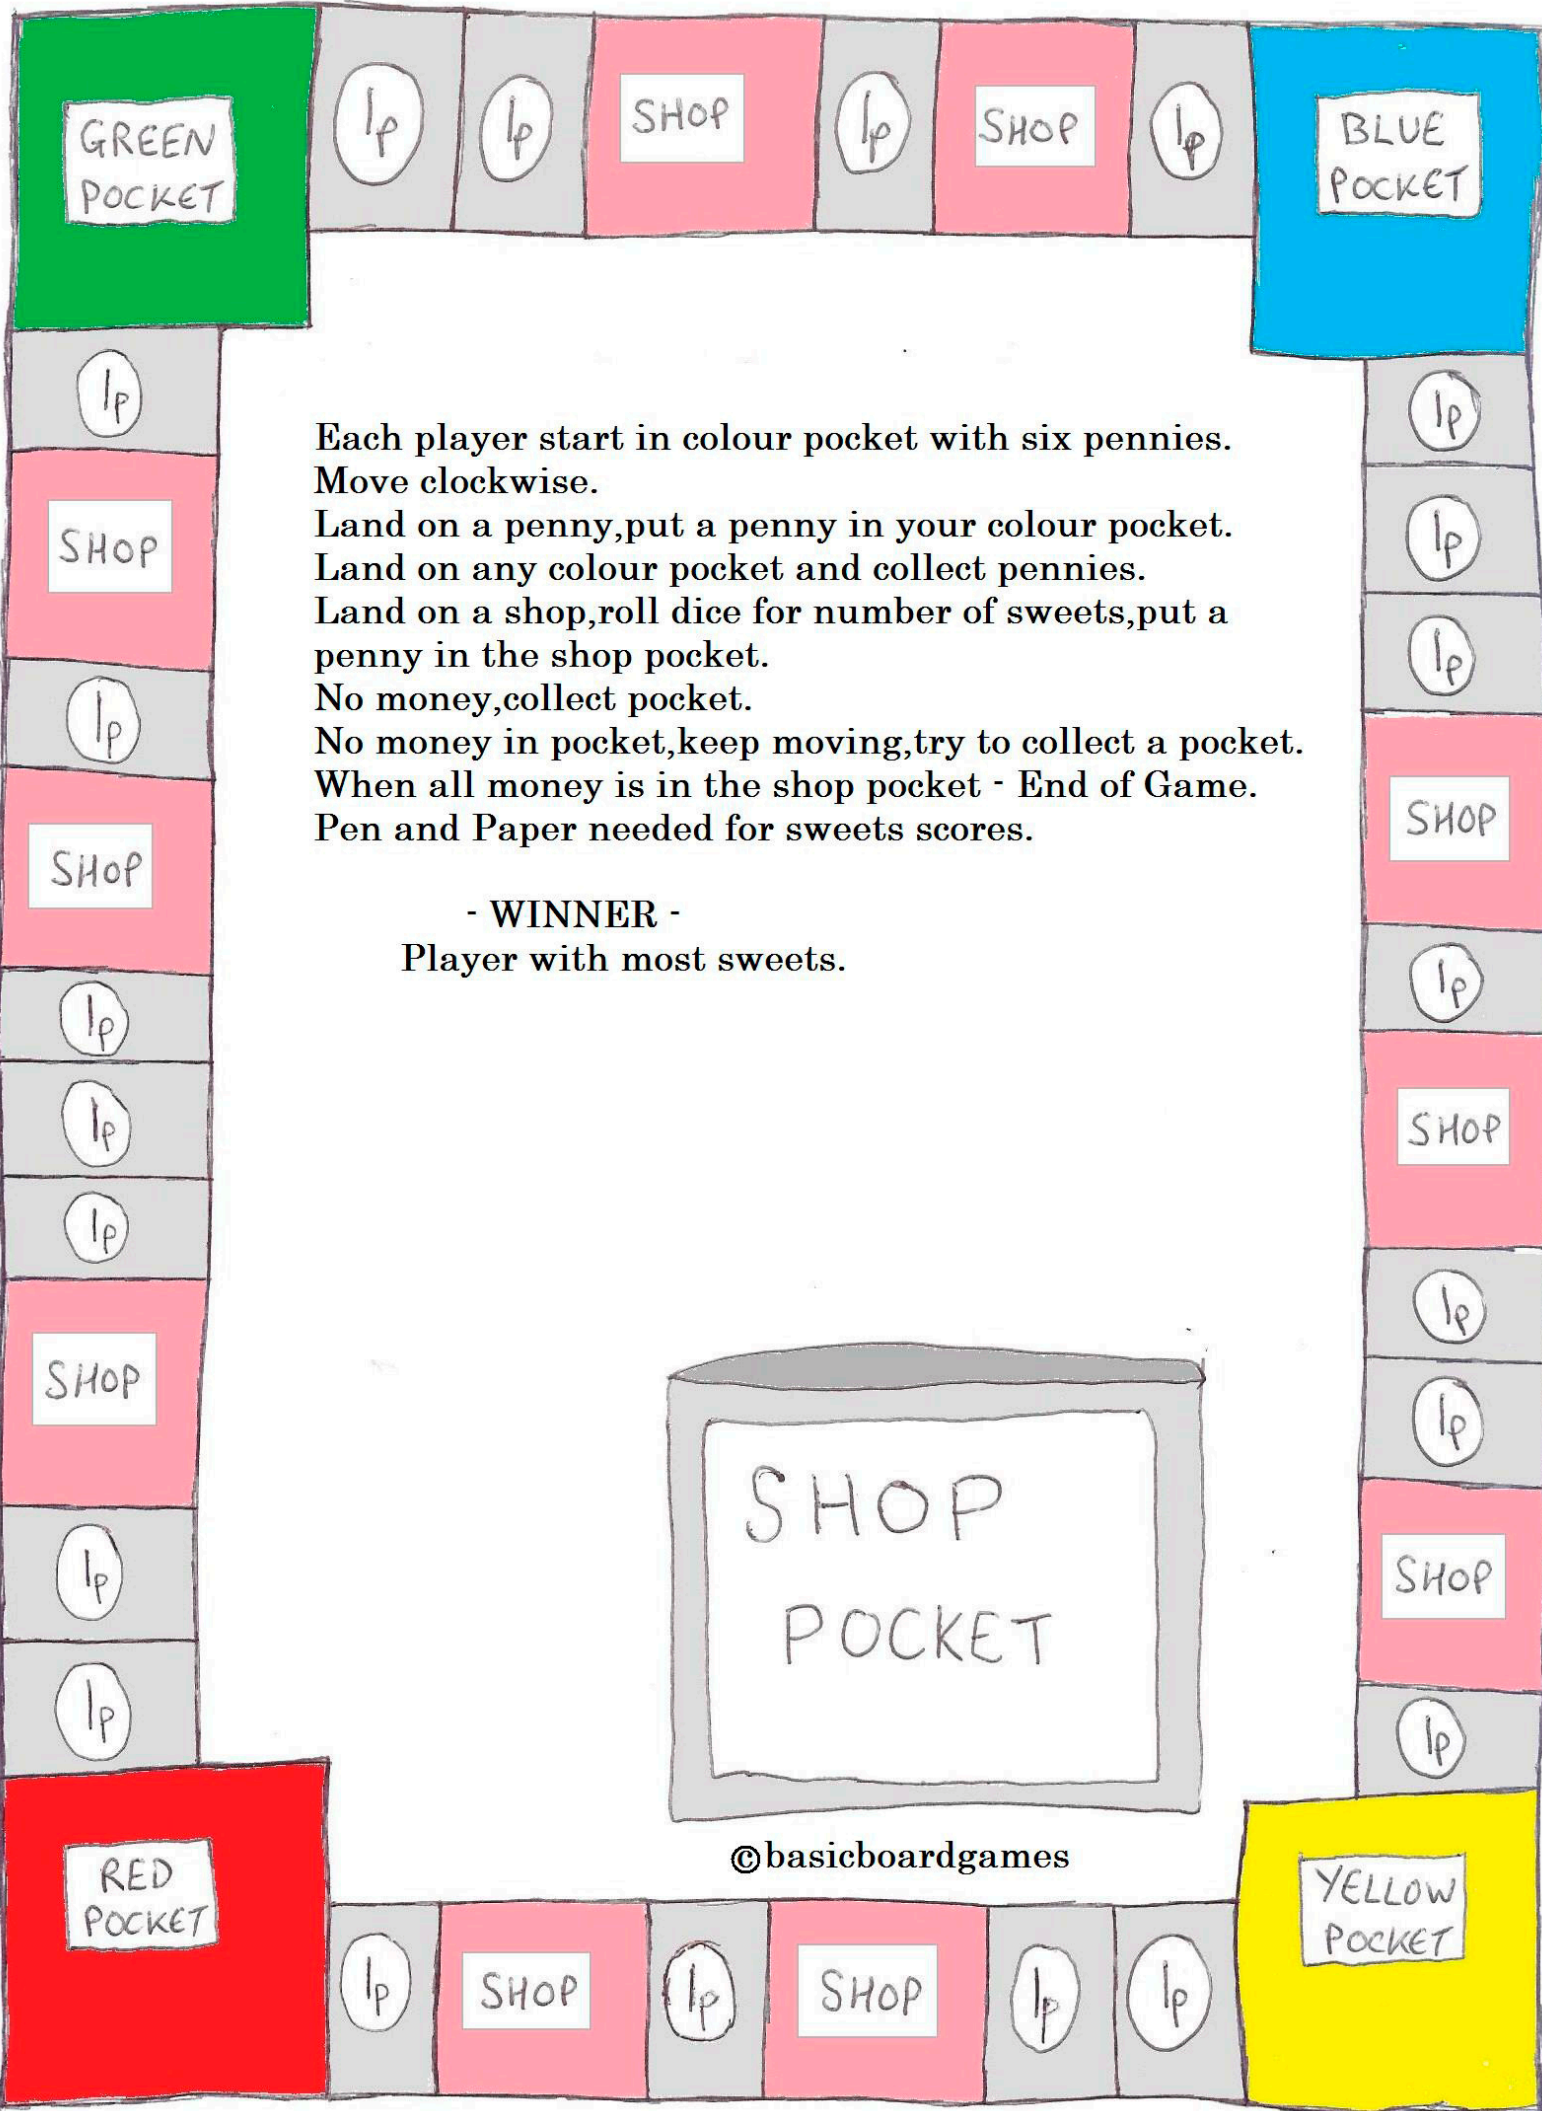 GREEN
POCKET
1p
1p
SHOP
1p
SHOP
1p
BLUE
POCKET
1p
SHOP
1p
SHOP
1p
1p
1p
SHOP
1p
1p
Each player start in colour pocket with six pennies.
Move clockwise.
Land on a penny,put a penny in your colour pocket.
Land on any colour pocket and collect pennies.
Land on a shop,roll dice for number of sweets,put a
penny in the shop pocket.
No money,collect pocket.
No money in pocket,keep moving,try to collect a pocket.
When all money is in the shop pocket - End of Game.
Pen and Paper needed for sweets scores.
- WINNER -
Player with most sweets.
1p
1p
1p
SHOP
1p
SHOP
1p
1p
SHOP
1p
SHOP
POCKET
©basicboardgames
RED
POCKET
1p
SHOP
1p
SHOP
1p
1p
YELLOW
POCKET